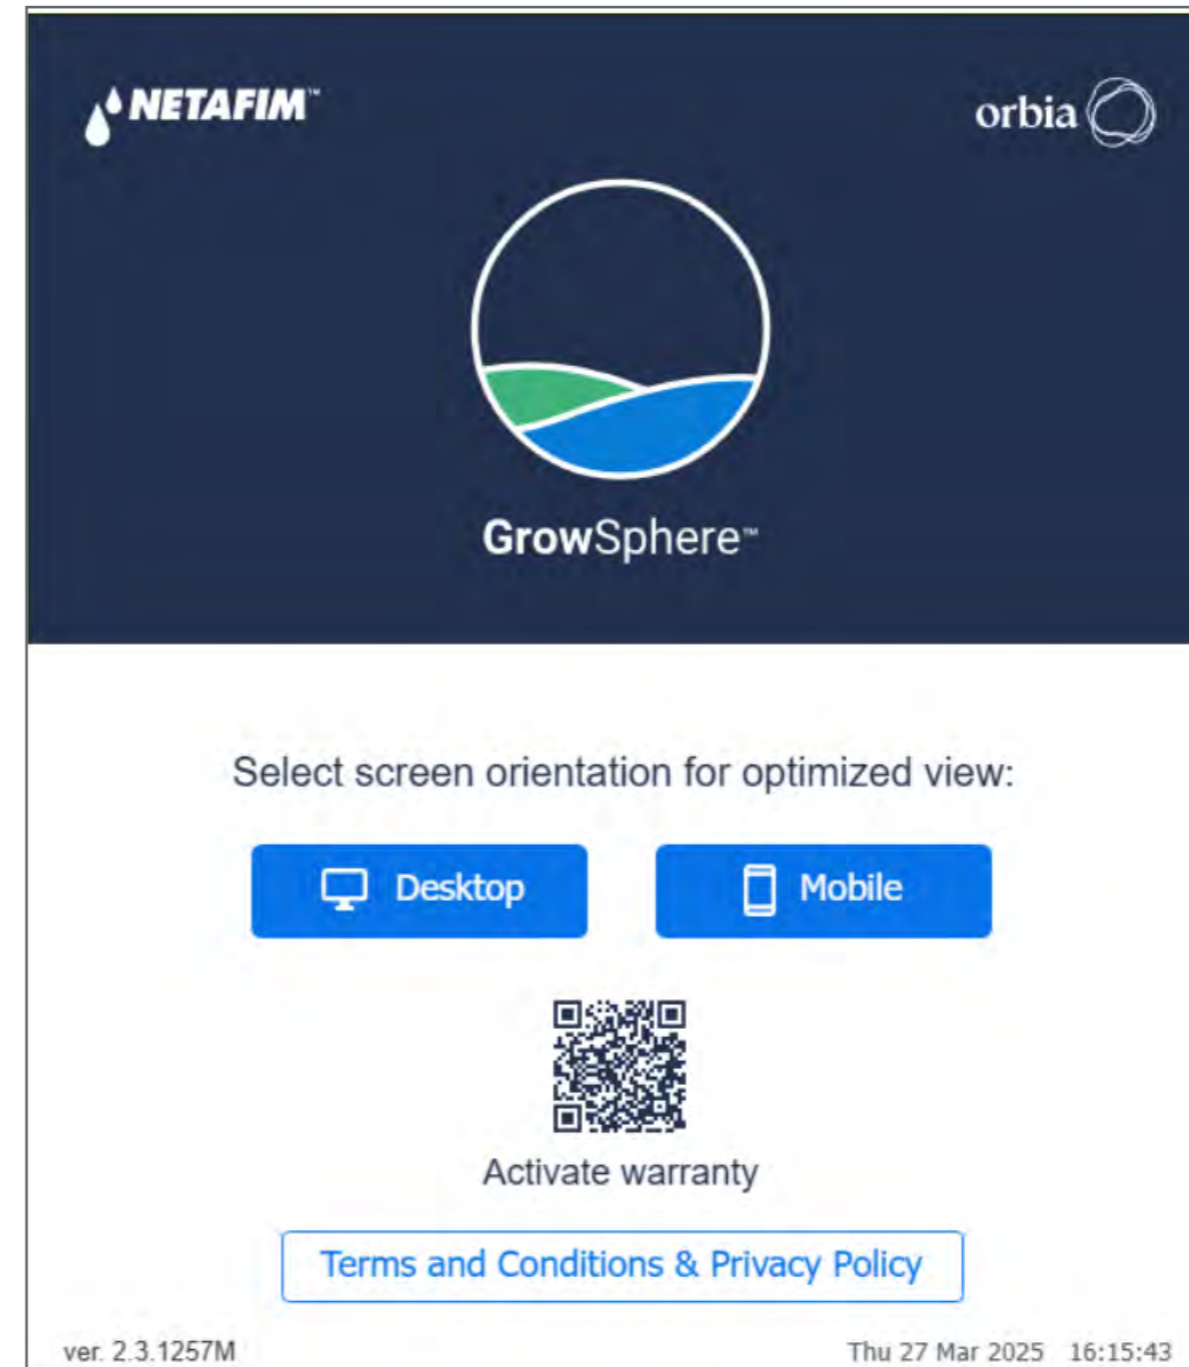 NETAFIM™
orbia
GrowSphere™
Select screen orientation for optimized view:
Desktop
Mobile
Activate warranty
Terms and Conditions & Privacy Policy
ver. 2.3.1257M
Thu 27 Mar 2025 16:15:43